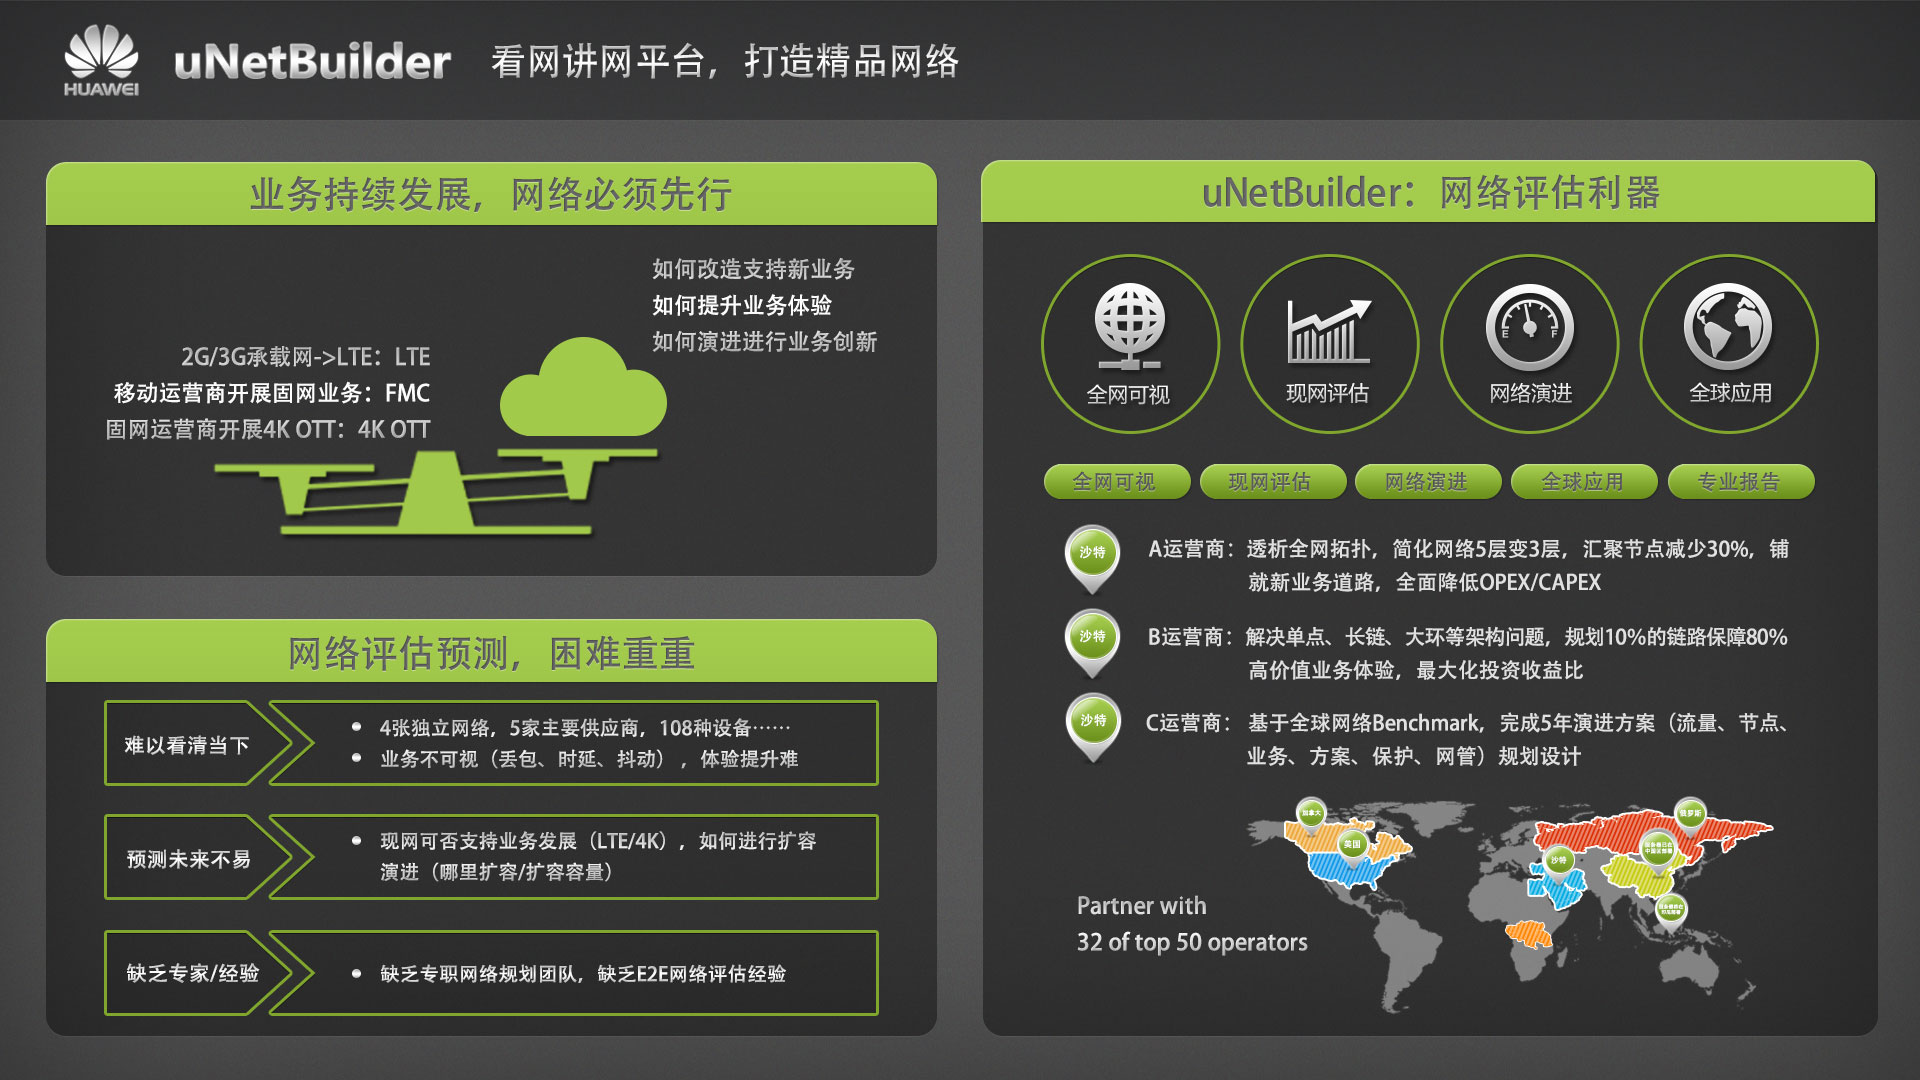 HUAWEI
uNetBuilder
看网讲网平台，打造精品网络
业务持续发展，网络必须先行
如何改造支持新业务
如何提升业务体验
如何演进进行业务创新
2G/3G承载网->LTE：LTE
移动运营商开展固网业务：FMC
固网运营商开展4K OTT：4K OTT
网络评估预测，困难重重
难以看清当下
4张独立网络，5家主要供应商，108种设备······
业务不可视（丢包、时延、抖动），体验提升难
预测未来不易
现网可否支持业务发展（LTE/4K），如何进行扩容
演进（哪里扩容/扩容容量）
缺乏专家/经验
缺乏专职网络规划团队，缺乏E2E网络评估经验
uNetBuilder：网络评估利器
E F
全网可视
现网评估
网络演进
全球应用
全网可视
现网评估
网络演进
全球应用
专业报告
沙特
A运营商：透析全网拓扑，简化网络5层变3层，汇聚节点减少30%，铺
就新业务道路，全面降低OPEX/CAPEX
沙特
B运营商：解决单点、长链、大环等架构问题，规划10%的链路保障80%
高价值业务体验，最大化投资收益比
沙特
C运营商：基于全球网络Benchmark，完成5年演进方案（流量、节点、
业务、方案、保护、网管）规划设计
加拿大
俄罗斯
美国
沙特
Partner with
32 of top 50 operators